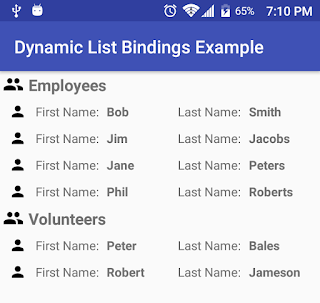 65% 7:10 PM
Dynamic List Bindings Example
Employees
First Name: Bob Last Name: Smith
First Name: Jim Last Name: Jacobs
First Name: Jane Last Name: Peters
First Name: Phil Last Name: Roberts
Volunteers
First Name: Peter Last Name: Bales
First Name: Robert Last Name: Jameson